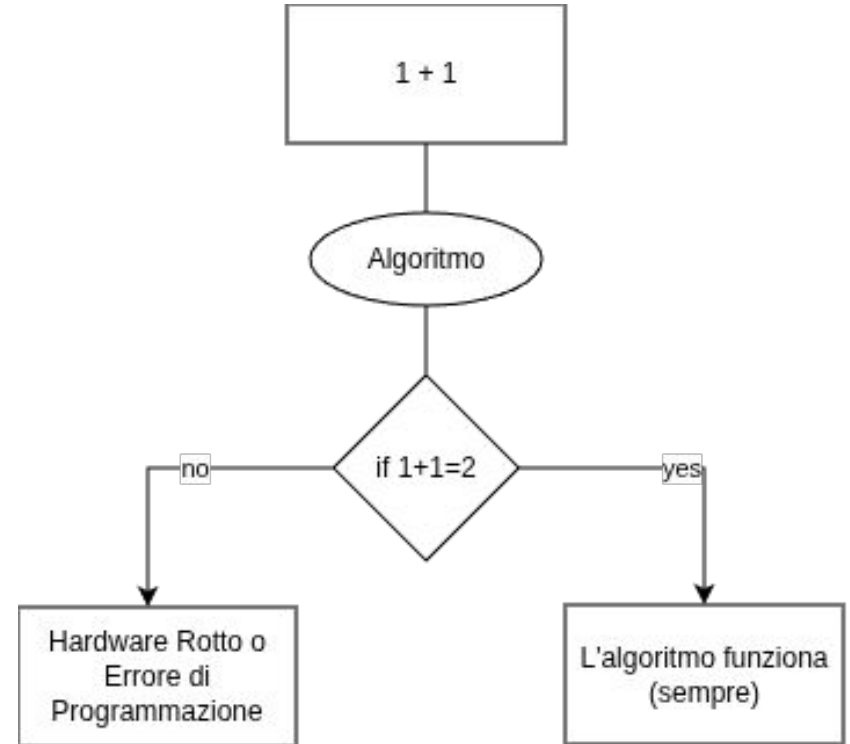 1 + 1
Algoritmo
if 1+1=2
no
yes
Hardware Rotto o
Errore di
Programmazione
L'algoritmo funziona
(sempre)